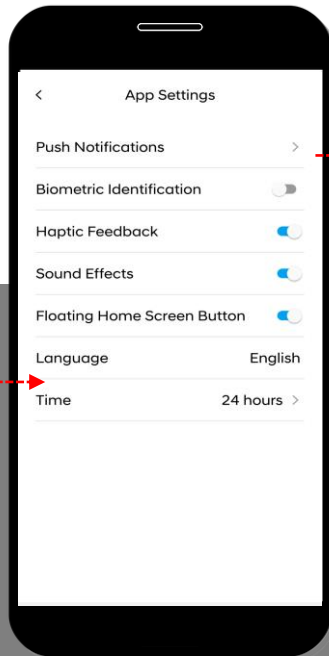 App Settings
Push Notifications
Biometric Identification
Haptic Feedback
Sound Effects
Floating Home Screen Button
Language English
Time 24 hours